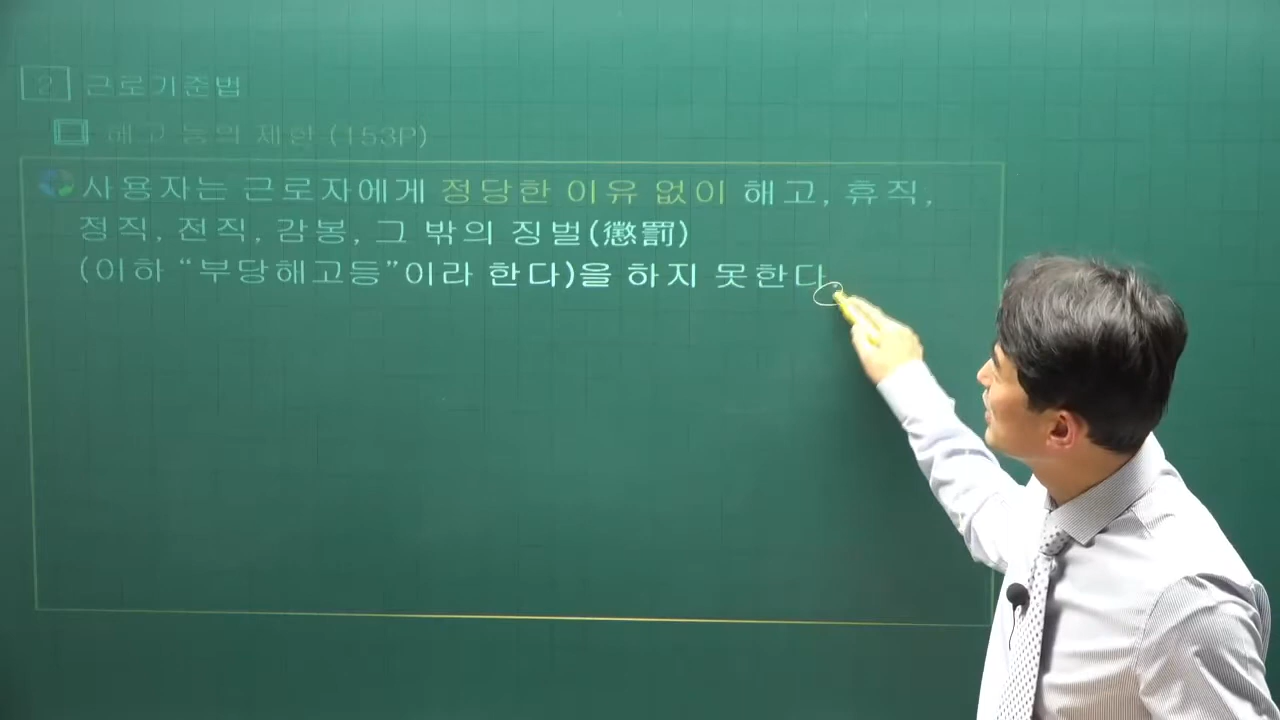 2 근로기준법
해고 등의 제한 (153P)
사용자는 근로자에게 정당한 이유 없이 해고, 휴직,
정직, 전직, 감봉, 그 밖의 징벌(懲罰)
(이하 “부당해고등”이라 한다)을 하지 못한다.